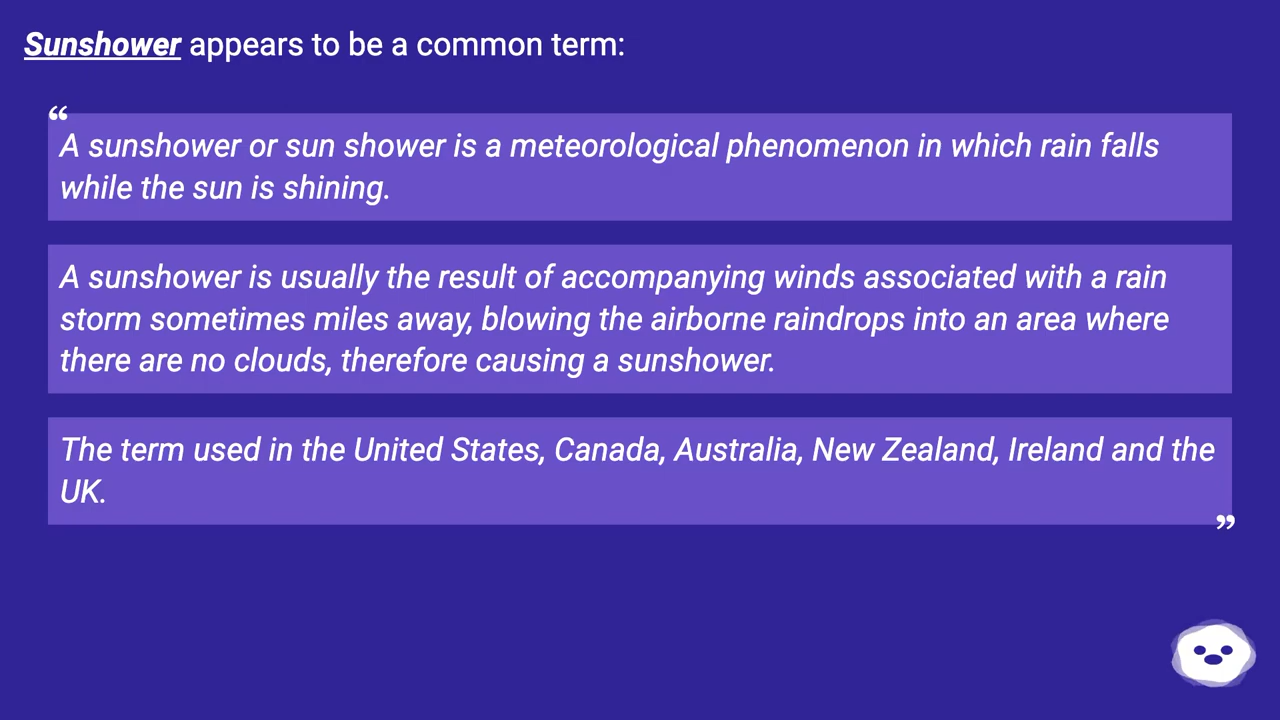 Sunshower appears to be a common term:
“
A sunshower or sun shower is a meteorological phenomenon in which rain falls
while the sun is shining.
A sunshower is usually the result of accompanying winds associated with a rain
storm sometimes miles away, blowing the airborne raindrops into an area where
there are no clouds, therefore causing a sunshower.
The term used in the United States, Canada, Australia, New Zealand, Ireland and the
UK.
”